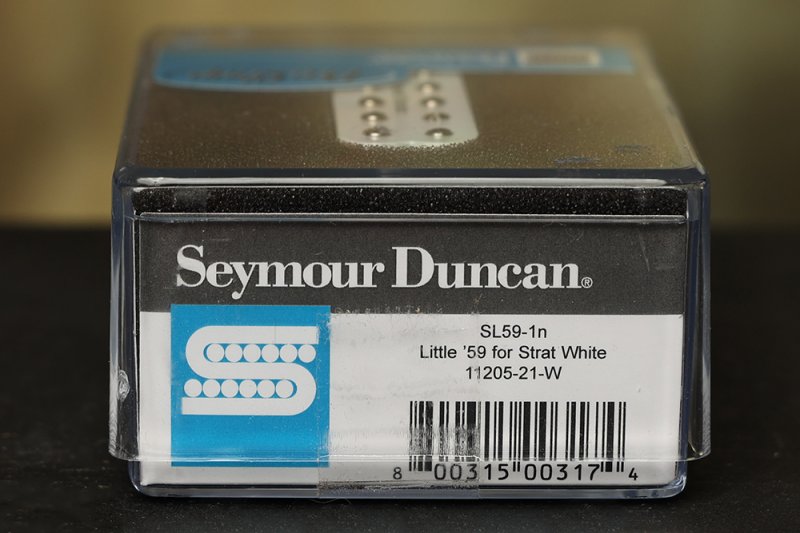 Seymour Duncan®
SL59-1n
Little '59 for Strat White
11205-21-W
8 00315 00317 4